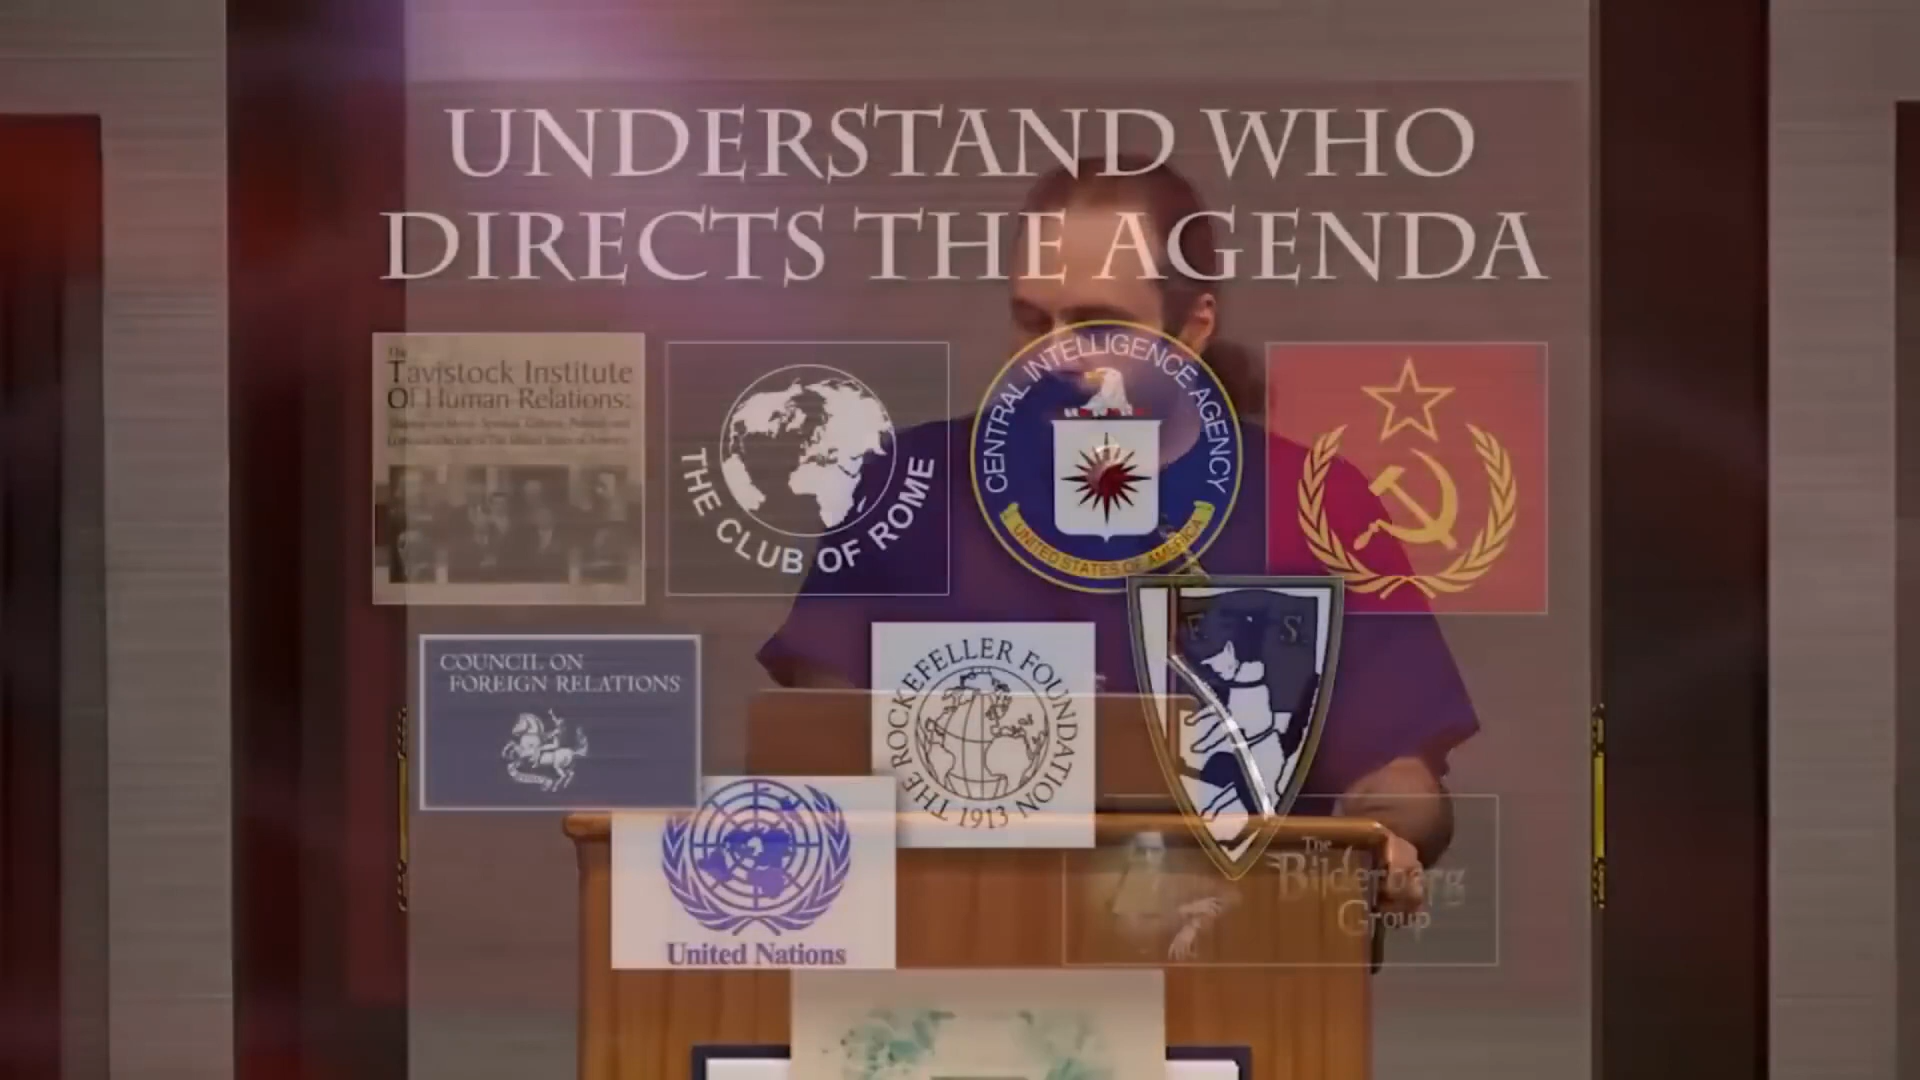 UNDERSTAND WHO
DIRECTS THE AGENDA
The
Tavistock Institute
Of Human Relations:
THE CLUB OF ROME
CENTRAL INTELLIGENCE AGENCY
UNITED STATES OF AMERICA
COUNCIL ON
FOREIGN RELATIONS
THE ROCKEFELLER FOUNDATION
1913
F. S.
United Nations
The
Bilderberg
Group